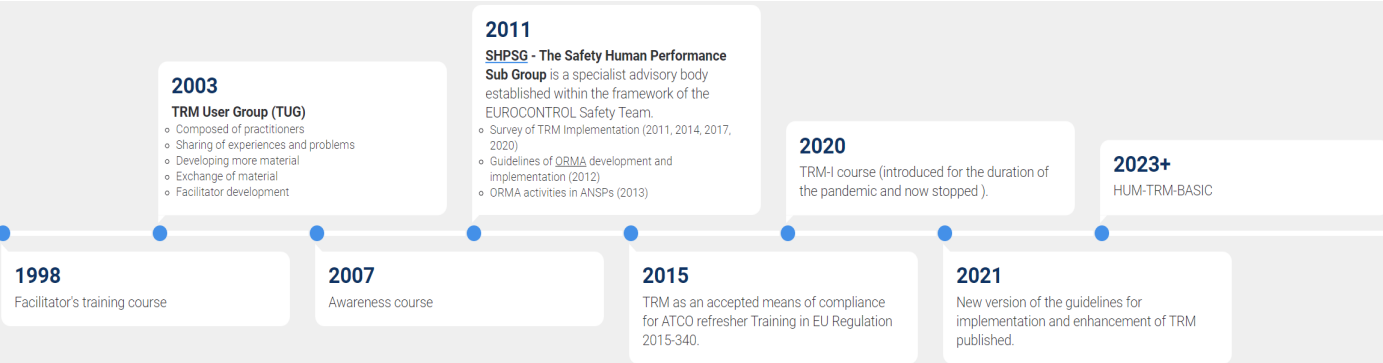 1998
Facilitator's training course
2003
TRM User Group (TUG)
Composed of practitioners
Sharing of experiences and problems
Developing more material
Exchange of material
Facilitator development
2007
Awareness course
2011
SHPSG - The Safety Human Performance
Sub Group is a specialist advisory body
established within the framework of the
EUROCONTROL Safety Team.
Survey of TRM Implementation (2011, 2014, 2017,
2020)
Guidelines of ORMA development and
implementation (2012)
ORMA activities in ANSPs (2013)
2015
TRM as an accepted means of compliance
for ATCO refresher Training in EU Regulation
2015-340.
2020
TRM-I course (introduced for the duration of
the pandemic and now stopped ).
2021
New version of the guidelines for
implementation and enhancement of TRM
published.
2023+
HUM-TRM-BASIC